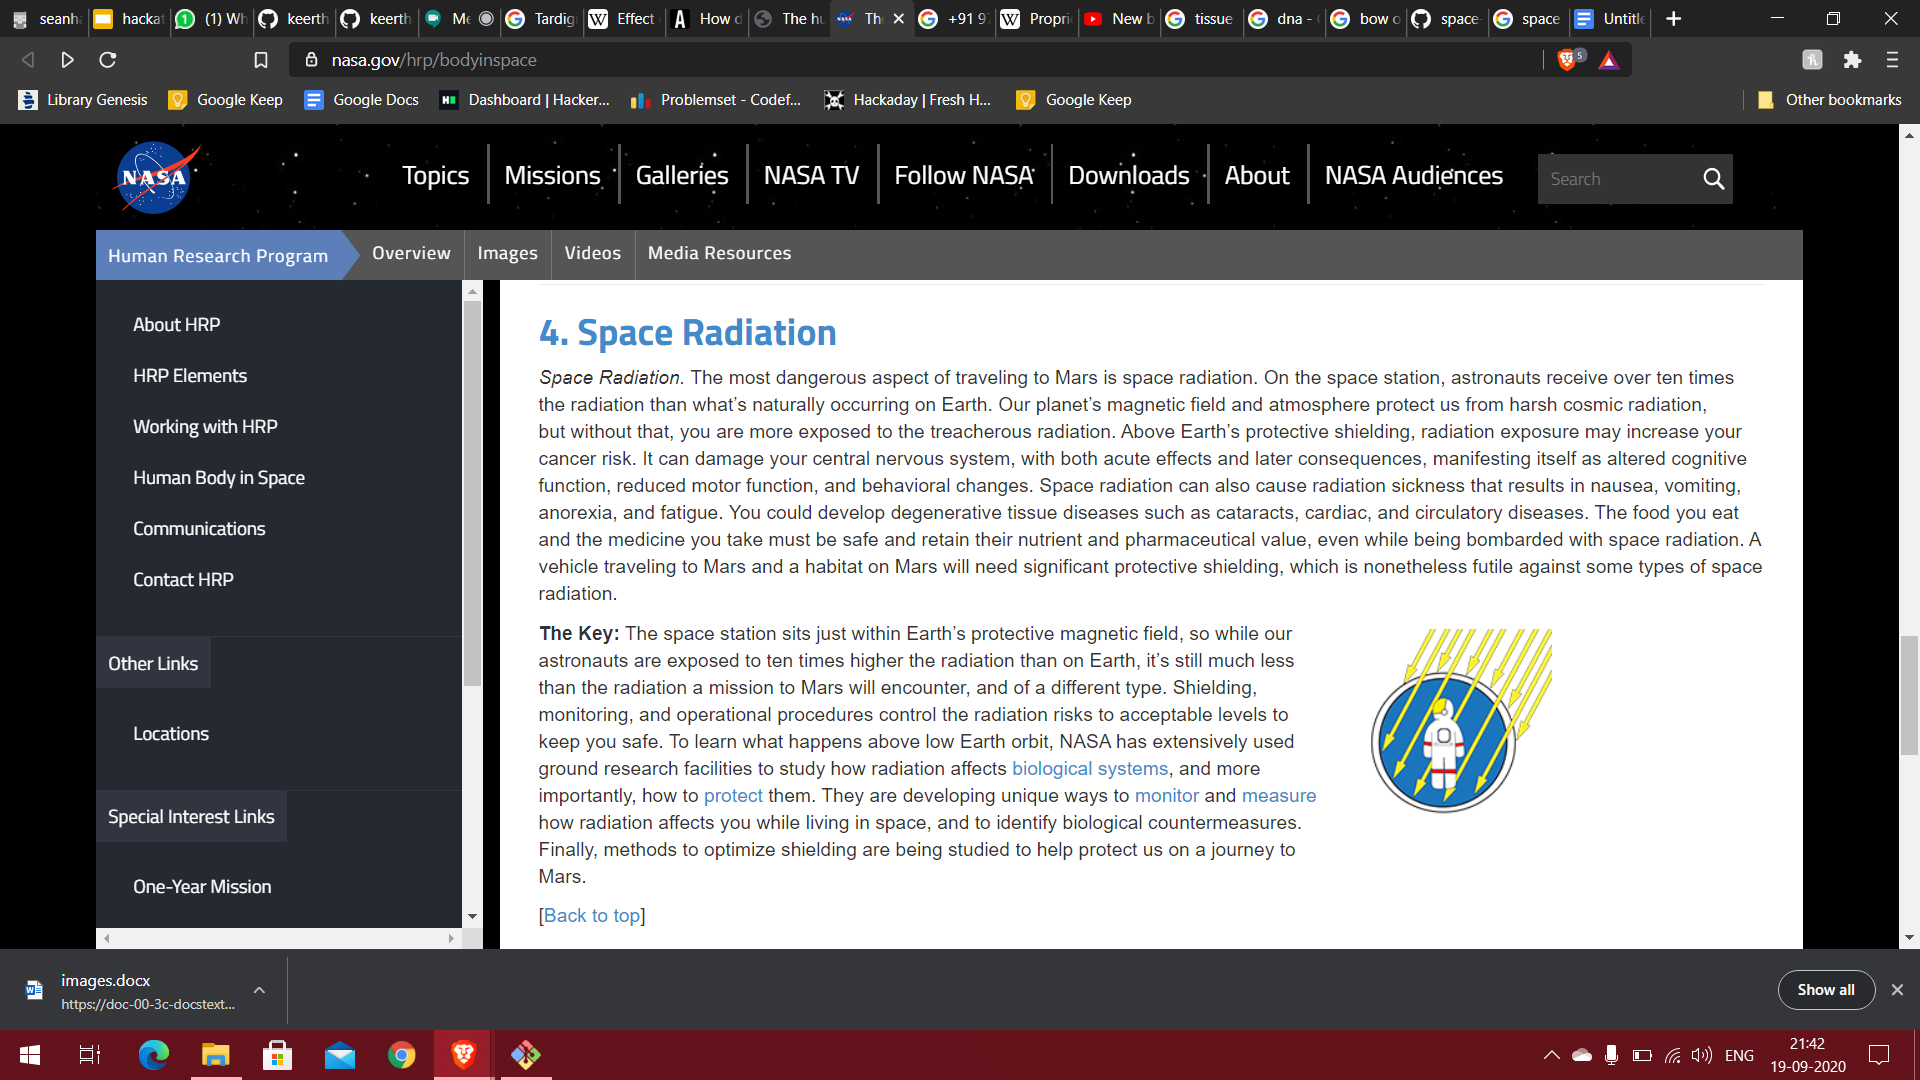 seanha
hackat
(1) Wh
keerth
keerth
Me
Tardig
Effect
How d
The hu
The
+91 97
Propri
New b
tissue
dna -
bow o
space-
space
Untitle
nasa.gov/hrp/bodyinspace
5
Library Genesis
Google Keep
Google Docs
Dashboard | Hacker...
Problemset - Codef...
Hackaday | Fresh H...
Google Keep
Other bookmarks
NASA
Topics
Missions
Galleries
NASA TV
Follow NASA
Downloads
About
NASA Audiences
Search
Human Research Program
Overview
Images
Videos
Media Resources
About HRP
HRP Elements
Working with HRP
Human Body in Space
Communications
Contact HRP
Other Links
Locations
Special Interest Links
One-Year Mission
4. Space Radiation
Space Radiation. The most dangerous aspect of traveling to Mars is space radiation. On the space station, astronauts receive over ten times
the radiation than what’s naturally occurring on Earth. Our planet’s magnetic field and atmosphere protect us from harsh cosmic radiation,
but without that, you are more exposed to the treacherous radiation. Above Earth’s protective shielding, radiation exposure may increase your
cancer risk. It can damage your central nervous system, with both acute effects and later consequences, manifesting itself as altered cognitive
function, reduced motor function, and behavioral changes. Space radiation can also cause radiation sickness that results in nausea, vomiting,
anorexia, and fatigue. You could develop degenerative tissue diseases such as cataracts, cardiac, and circulatory diseases. The food you eat
and the medicine you take must be safe and retain their nutrient and pharmaceutical value, even while being bombarded with space radiation. A
vehicle traveling to Mars and a habitat on Mars will need significant protective shielding, which is nonetheless futile against some types of space
radiation.
The Key: The space station sits just within Earth’s protective magnetic field, so while our
astronauts are exposed to ten times higher the radiation than on Earth, it’s still much less
than the radiation a mission to Mars will encounter, and of a different type. Shielding,
monitoring, and operational procedures control the radiation risks to acceptable levels to
keep you safe. To learn what happens above low Earth orbit, NASA has extensively used
ground research facilities to study how radiation affects biological systems, and more
importantly, how to protect them. They are developing unique ways to monitor and measure
how radiation affects you while living in space, and to identify biological countermeasures.
Finally, methods to optimize shielding are being studied to help protect us on a journey to
Mars.
[Back to top]
images.docx
https://doc-00-3c-docstext...
Show all
ENG
21:42
19-09-2020